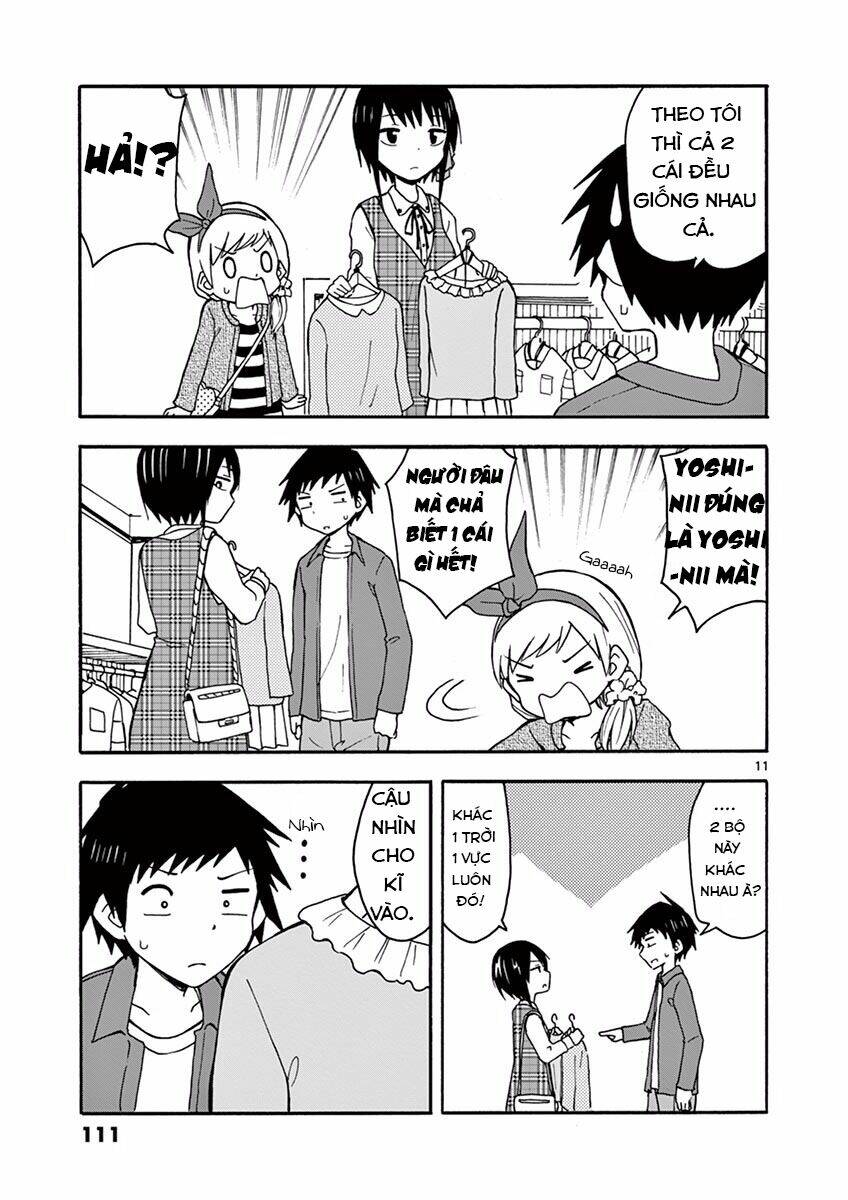 THEO TÔI
THÌ CẢ 2
CÁI ĐỀU
GIỐNG NHAU
CẢ.
HẢ!?
YOSHI-
NII ĐÚNG
LÀ YOSHI
-NII MÀ!
Gaaaah
NGƯỜI ĐÂU
MÀ CHẢ
BIẾT 1 CÁI
GÌ HẾT!
11
....
2 BỘ
NÀY
KHÁC
NHAU À?
KHÁC
1 TRỜI
1 VỰC
LUÔN
ĐÓ!
CẬU
NHÌN
CHO
KĨ
VÀO.
Nhìn
...
111